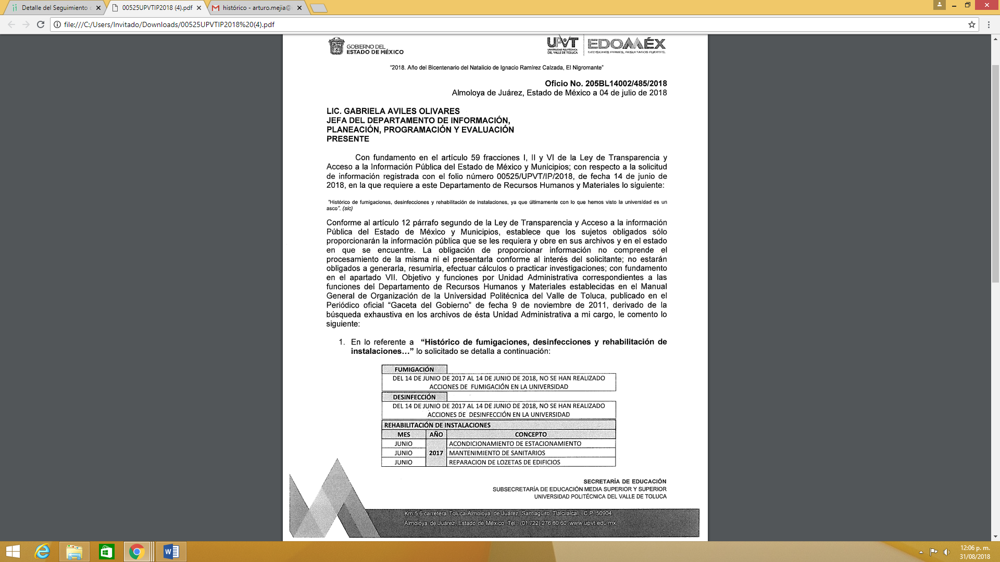 Detalle del Seguimiento
00525UPVTIP2018 (4).pdf
histórico - arturo.mejia@
file:///C:/Users/Invitado/Downloads/00525UPVTIP2018%20(4).pdf
GOBIERNO DEL
ESTADO DE MÉXICO
UPVT
UNIVERSIDAD POLITÉCNICA
DEL VALLE DE TOLUCA
EDOMÉX
DECISIONES FIRMES, RESULTADOS FUERTES.
"2018. Año del Bicentenario del Natalicio de Ignacio Ramírez Calzada, El Nigromante"
Oficio No. 205BL14002/485/2018
Almoloya de Juárez, Estado de México a 04 de julio de 2018
LIC. GABRIELA AVILES OLIVARES
JEFA DEL DEPARTAMENTO DE INFORMACIÓN,
PLANEACIÓN, PROGRAMACIÓN Y EVALUACIÓN
PRESENTE
Con fundamento en el artículo 59 fracciones I, II y VI de la Ley de Transparencia y
Acceso a la Información Pública del Estado de México y Municipios; con respecto a la solicitud
de información registrada con el folio número 00525/UPVT/IP/2018, de fecha 14 de junio de
2018, en la que requiere a este Departamento de Recursos Humanos y Materiales lo siguiente:
"Histórico de fumigaciones, desinfecciones y rehabilitación de instalaciones, ya que últimamente con lo que hemos visto la universidad es un
asco". (sic)
Conforme al artículo 12 párrafo segundo de la Ley de Transparencia y Acceso a la información
Pública del Estado de México y Municipios, establece que los sujetos obligados sólo
proporcionarán la información pública que se les requiera y obre en sus archivos y en el estado
en que se encuentre. La obligación de proporcionar información no comprende el
procesamiento de la misma ni el presentarla conforme al interés del solicitante; no estarán
obligados a generarla, resumirla, efectuar cálculos o practicar investigaciones; con fundamento
en el apartado VII. Objetivo y funciones por Unidad Administrativa correspondientes a las
funciones del Departamento de Recursos Humanos y Materiales establecidas en el Manual
General de Organización de la Universidad Politécnica del Valle de Toluca, publicado en el
Periódico oficial "Gaceta del Gobierno" de fecha 9 de noviembre de 2011, derivado de la
búsqueda exhaustiva en los archivos de ésta Unidad Administrativa a mi cargo, le comento lo
siguiente:
1. En lo referente a "Histórico de fumigaciones, desinfecciones y rehabilitación de
instalaciones..." lo solicitado se detalla a continuación:
FUMIGACIÓN
DEL 14 DE JUNIO DE 2017 AL 14 DE JUNIO DE 2018, NO SE HAN REALIZADO
ACCIONES DE FUMIGACIÓN EN LA UNIVERSIDAD
DESINFECCIÓN
DEL 14 DE JUNIO DE 2017 AL 14 DE JUNIO DE 2018, NO SE HAN REALIZADO
ACCIONES DE DESINFECCIÓN EN LA UNIVERSIDAD
REHABILITACIÓN DE INSTALACIONES
MES AÑO CONCEPTO
JUNIO ACONDICIONAMIENTO DE ESTACIONAMIENTO
JUNIO 2017 MANTENIMIENTO DE SANITARIOS
JUNIO REPARACION DE LOZETAS DE EDIFICIOS
SECRETARÍA DE EDUCACIÓN
SUBSECRETARÍA DE EDUCACIÓN MEDIA SUPERIOR Y SUPERIOR
UNIVERSIDAD POLITÉCNICA DEL VALLE DE TOLUCA
Km 5.6 carretera Toluca-Almoloya de Juárez, Santiaguito Tlalcilalcali. C.P. 50904.
Almoloya de Juárez, Estado de México Tel.: (01 722) 276 60 60 www.upvt.edu.mx
12:06 p. m.
31/08/2018